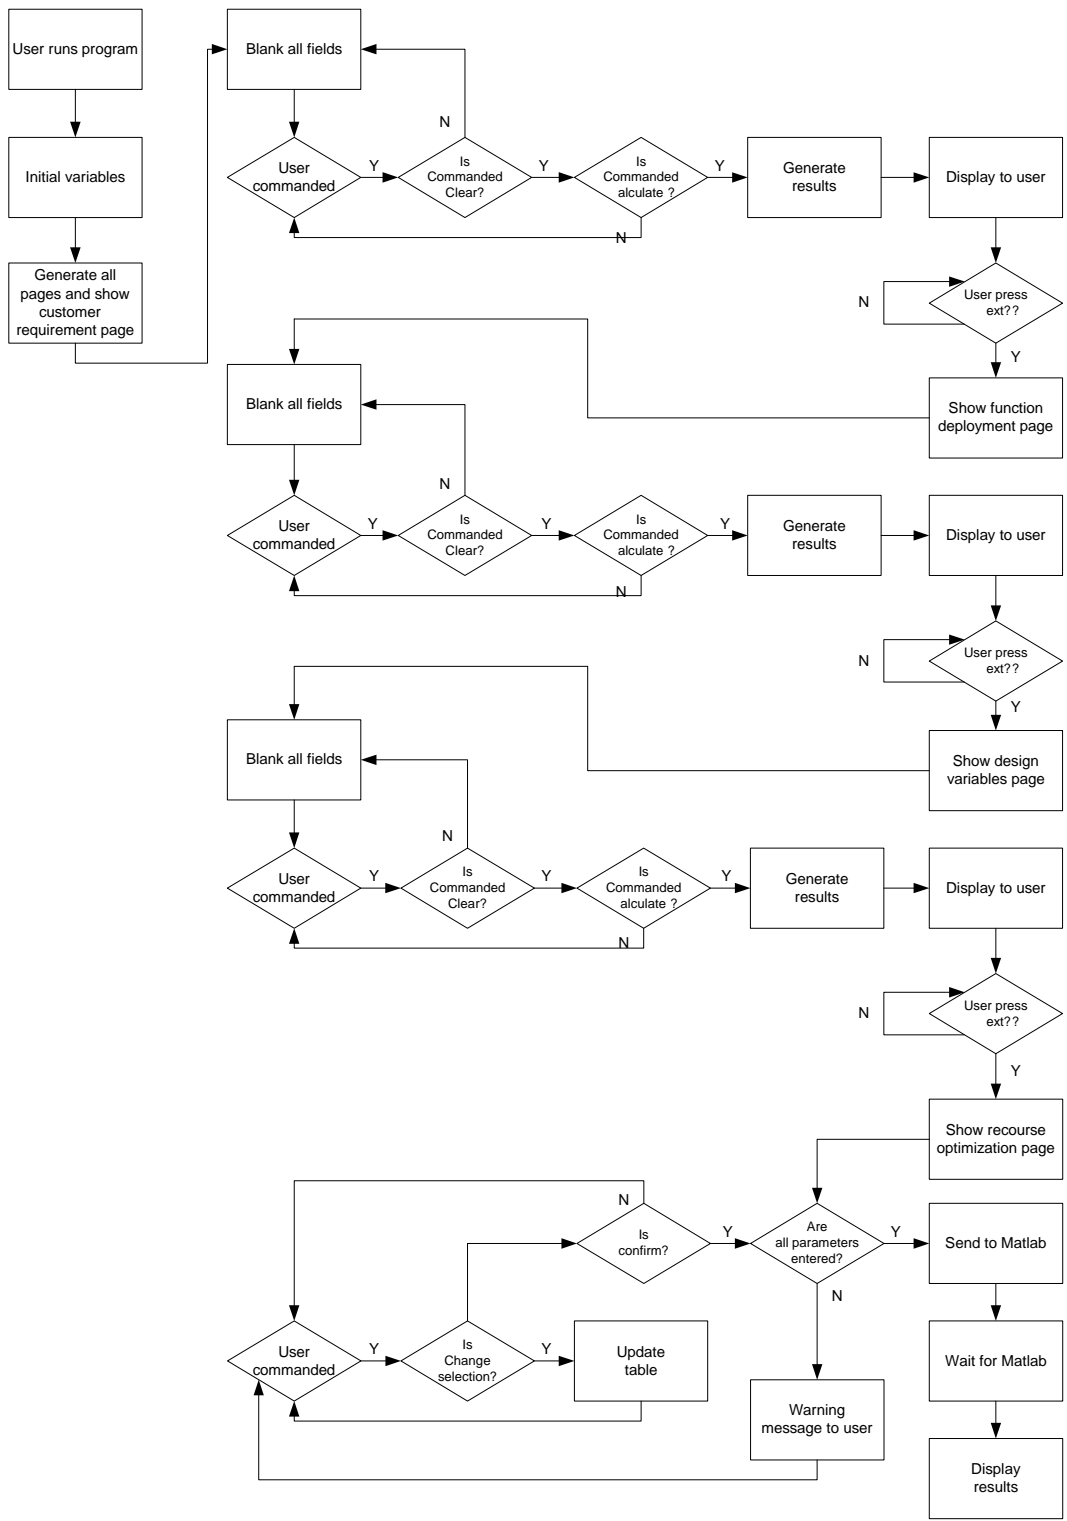 User runs program
Initial variables
Generate all
pages and show
customer
requirement page
Blank all fields
N
User
commanded
Y
Is
Commanded
Clear?
Y
Is
Commanded
alculate ?
Y
N
Generate
results
Display to user
User press
ext??
N
Y
Show function
deployment page
Blank all fields
N
User
commanded
Y
Is
Commanded
Clear?
Y
Is
Commanded
alculate ?
Y
N
Generate
results
Display to user
User press
ext??
N
Y
Show design
variables page
Blank all fields
N
User
commanded
Y
Is
Commanded
Clear?
Y
Is
Commanded
alculate ?
Y
N
Generate
results
Display to user
User press
ext??
N
Y
Show recourse
optimization page
N
Is
confirm?
Y
Are
all parameters
entered?
Y
N
Send to Matlab
User
commanded
Y
Is
Change
selection?
Y
Update
table
Warning
message to user
Wait for Matlab
Display
results